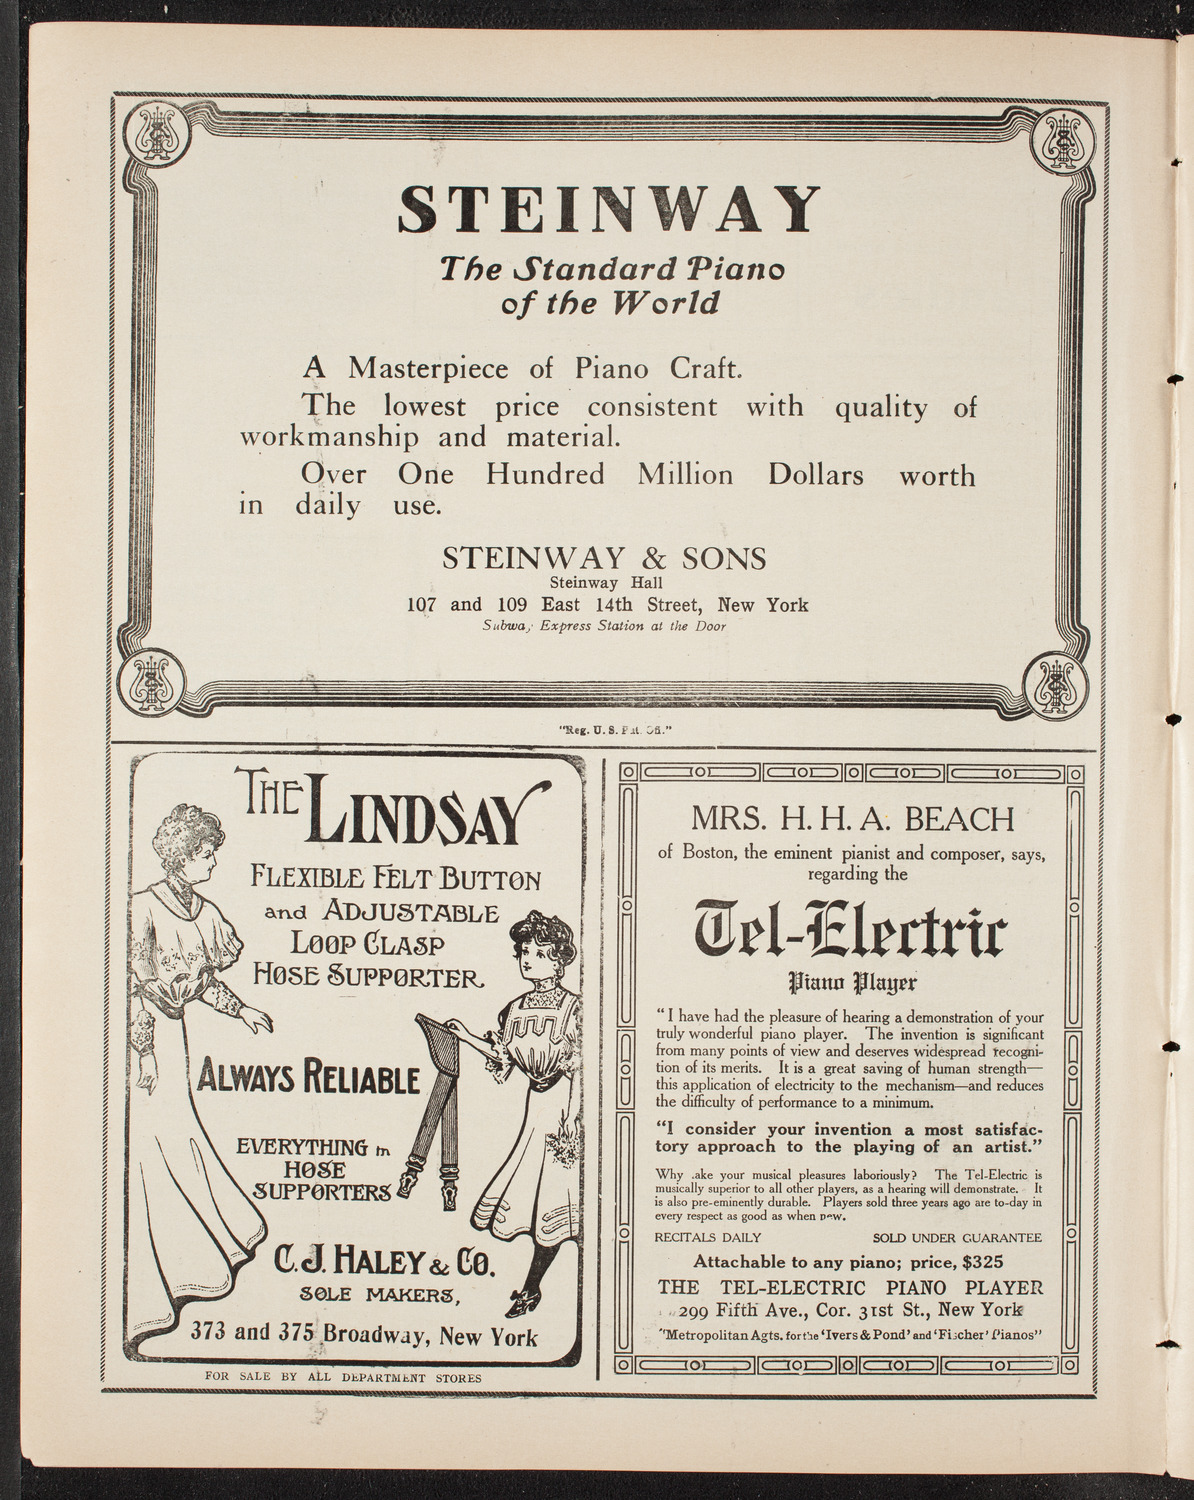 STEINWAY
The Standard Piano
of the World
A Masterpiece of Piano Craft.
The lowest price consistent with quality of
workmanship and material.
Over One Hundred Million Dollars worth
in daily use.
STEINWAY & SONS
Steinway Hall
107 and 109 East 14th Street, New York
Subway Express Station at the Door
"Reg. U. S. Pat. Off."
THE LINDSAY
FLEXIBLE FELT BUTTON
and ADJUSTABLE
LOOP CLASP
HOSE SUPPORTER
ALWAYS RELIABLE
EVERYTHING in
HOSE
SUPPORTERS
C. J. HALEY & CO.
SOLE MAKERS,
373 and 375 Broadway, New York
FOR SALE BY ALL DEPARTMENT STORES
MRS. H. H. A. BEACH
of Boston, the eminent pianist and composer, says,
regarding the
Tel-Electric
Piano Player
"I have had the pleasure of hearing a demonstration of your
truly wonderful piano player. The invention is significant
from many points of view and deserves widespread recogni-
tion of its merits. It is a great saving of human strength—
this application of electricity to the mechanism—and reduces
the difficulty of performance to a minimum.
"I consider your invention a most satisfac-
tory approach to the playing of an artist."
Why take your musical pleasures laboriously? The Tel-Electric is
musically superior to all other players, as a hearing will demonstrate. It
is also pre-eminently durable. Players sold three years ago are to-day in
every respect as good as when new.
RECITALS DAILY SOLD UNDER GUARANTEE
Attachable to any piano; price, $325
THE TEL-ELECTRIC PIANO PLAYER
299 Fifth Ave., Cor. 31st St., New York
"Metropolitan Agts. for the 'Ivers & Pond' and 'Fischer' Pianos"